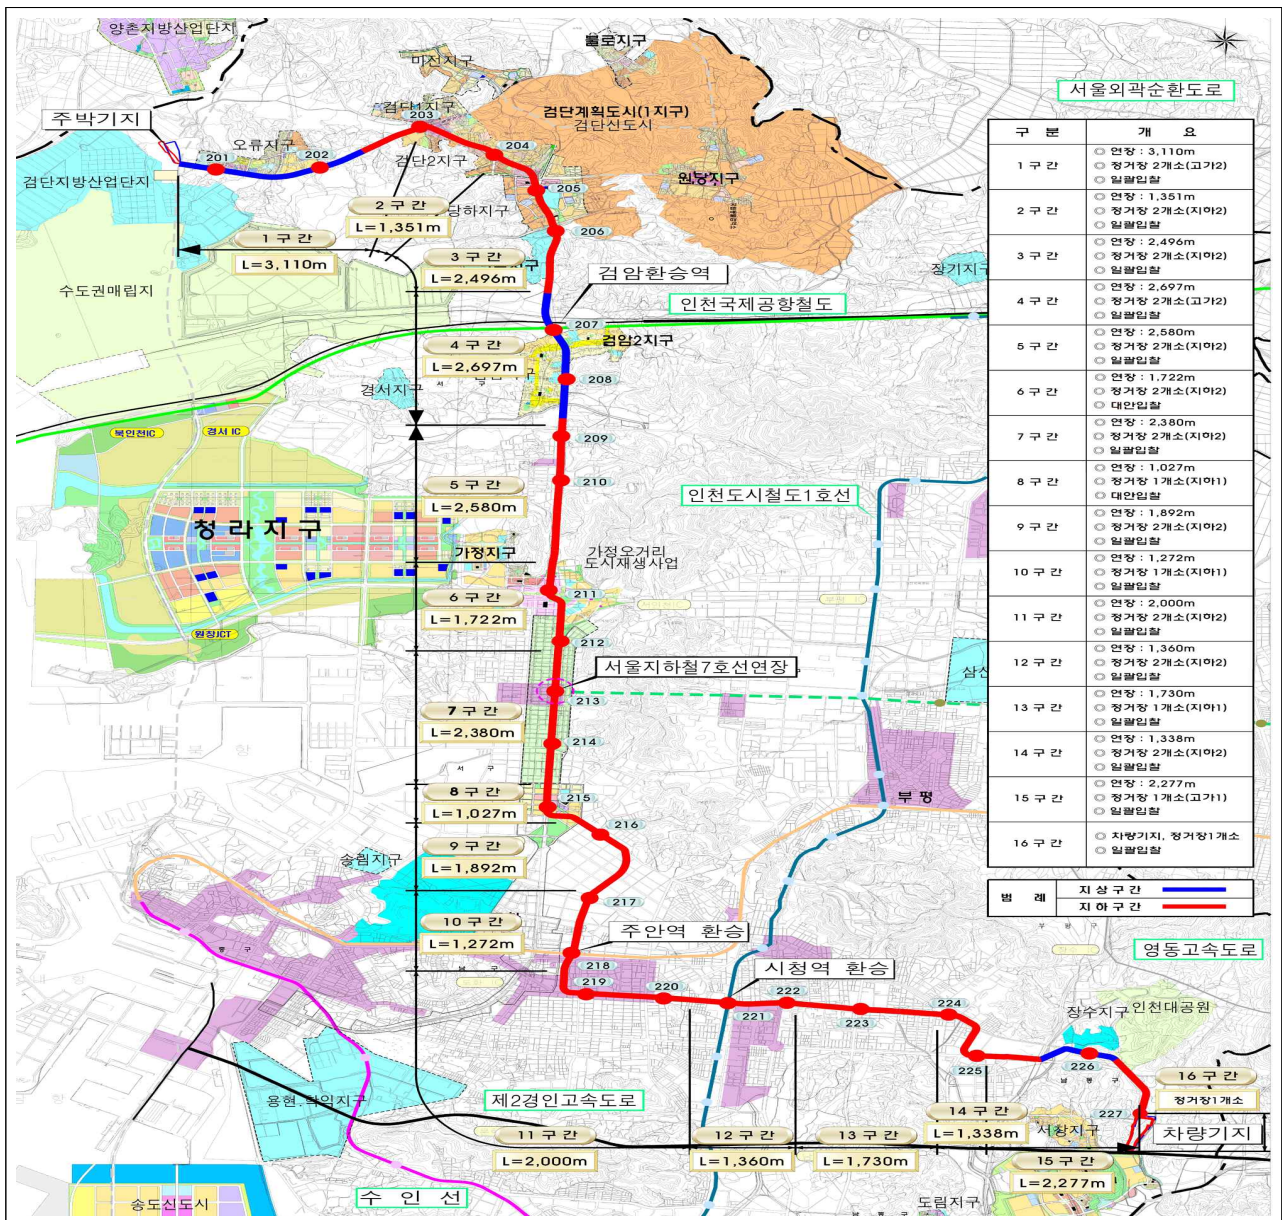 양촌지방산업단지
불로지구
마전지구
서울외곽순환도로
검단1지구
203
검단계획도시(1지구)
검단신도시
주박기지
오류지구
201
202
204
검단2지구
검단지방산업단지
205
원당지구
2 구 간
L=1,351m
당하지구
206
1 구 간
L=3,110m
3 구 간
L=2,496m
검암환승역
장기지구
수도권매립지
인천국제공항철도
207
4 구 간
L=2,697m
검암2지구
경서지구
서 구
208
북인천IC
경서 IC
209
210
5 구 간
L=2,580m
인천도시철도1호선
청라지구
가정지구
가정오거리
도시재생사업
211
6 구 간
L=1,722m
212
원창JCT
서울지하철7호선연장
213
7 구 간
L=2,380m
214
서 구
8 구 간
L=1,027m
215
부평
216
송림지구
9 구 간
L=1,892m
217
10 구 간
L=1,272m
주안역 환승
218
시청역 환승
219
220
221
222
223
224
225
장수지구
인천대공원
226
영동고속도로
남 동 구
227
16 구 간
정거장1개소
차량기지
용현.학익지구
제2경인고속도로
14 구 간
L=1,338m
서창지구
11 구 간
L=2,000m
12 구 간
L=1,360m
13 구 간
L=1,730m
15 구 간
L=2,277m
수 인 선
송도신도시
도림지구
구 분 개 요
1 구 간
◎ 연장 : 3,110m
◎ 정거장 2개소(고가2)
◎ 일괄입찰
2 구 간
◎ 연장 : 1,351m
◎ 정거장 2개소(지하2)
◎ 일괄입찰
3 구 간
◎ 연장 : 2,496m
◎ 정거장 2개소(지하2)
◎ 일괄입찰
4 구 간
◎ 연장 : 2,697m
◎ 정거장 2개소(고가2)
◎ 일괄입찰
5 구 간
◎ 연장 : 2,580m
◎ 정거장 2개소(지하2)
◎ 일괄입찰
6 구 간
◎ 연장 : 1,722m
◎ 정거장 2개소(지하2)
◎ 대안입찰
7 구 간
◎ 연장 : 2,380m
◎ 정거장 2개소(지하2)
◎ 일괄입찰
8 구 간
◎ 연장 : 1,027m
◎ 정거장 1개소(지하1)
◎ 대안입찰
9 구 간
◎ 연장 : 1,892m
◎ 정거장 2개소(지하2)
◎ 일괄입찰
10 구 간
◎ 연장 : 1,272m
◎ 정거장 1개소(지하1)
◎ 일괄입찰
11 구 간
◎ 연장 : 2,000m
◎ 정거장 2개소(지하2)
◎ 일괄입찰
12 구 간
◎ 연장 : 1,360m
◎ 정거장 2개소(지하2)
◎ 일괄입찰
13 구 간
◎ 연장 : 1,730m
◎ 정거장 1개소(지하1)
◎ 일괄입찰
14 구 간
◎ 연장 : 1,338m
◎ 정거장 2개소(지하2)
◎ 일괄입찰
15 구 간
◎ 연장 : 2,277m
◎ 정거장 1개소(고가1)
◎ 일괄입찰
16 구 간
◎ 차량기지, 정거장1개소
◎ 일괄입찰
범 례
지상구간
지하구간